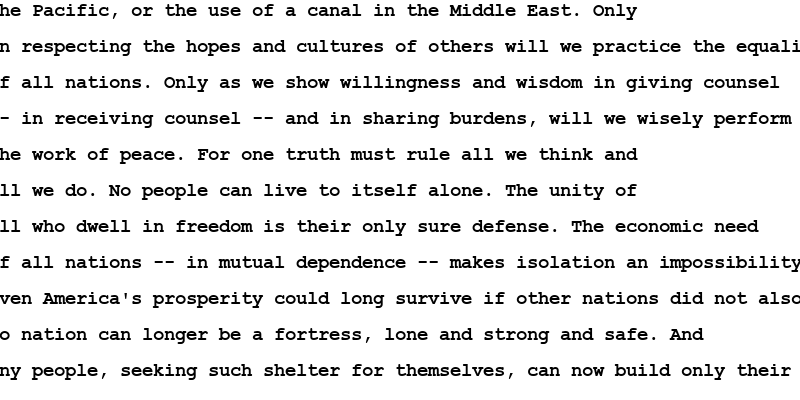 he Pacific, or the use of a canal in the Middle East. Only
n respecting the hopes and cultures of others will we practice the equali
f all nations. Only as we show willingness and wisdom in giving counsel
- in receiving counsel -- and in sharing burdens, will we wisely perform
he work of peace. For one truth must rule all we think and
ll we do. No people can live to itself alone. The unity of
ll who dwell in freedom is their only sure defense. The economic need
f all nations -- in mutual dependence -- makes isolation an impossibility
ven America's prosperity could long survive if other nations did not also
o nation can longer be a fortress, lone and strong and safe. And
ny people, seeking such shelter for themselves, can now build only their